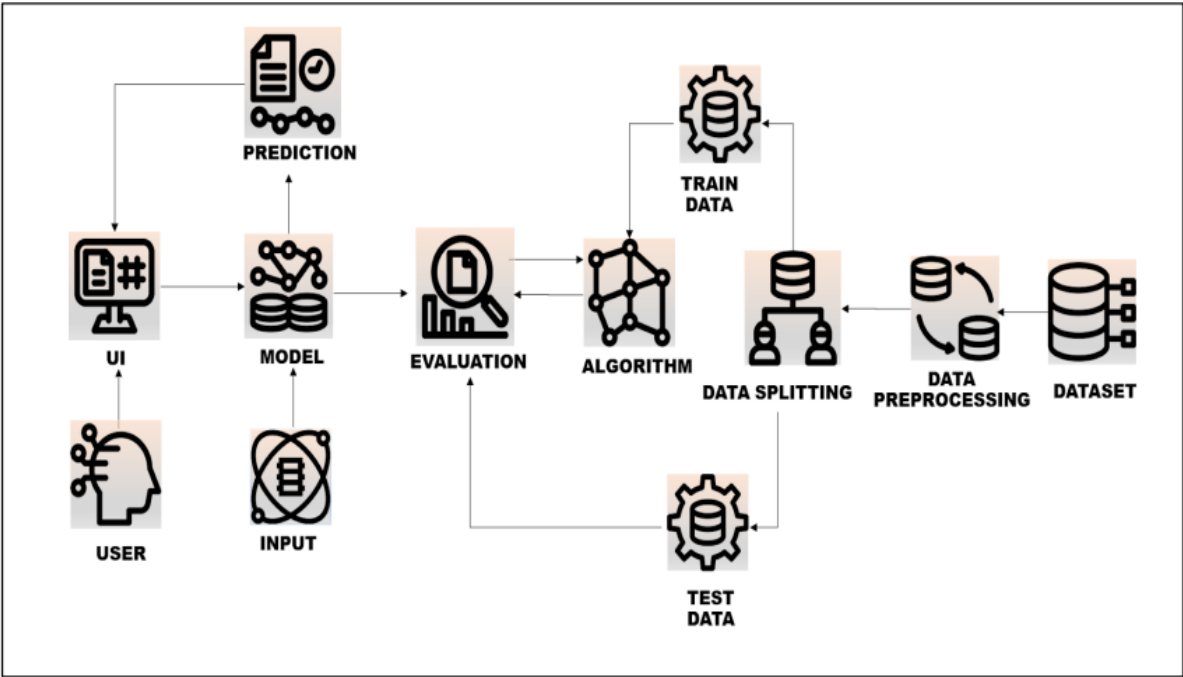 PREDICTION
TRAIN
DATA
UI
MODEL
EVALUATION
ALGORITHM
DATA SPLITTING
DATA
PREPROCESSING
DATASET
USER
INPUT
TEST
DATA